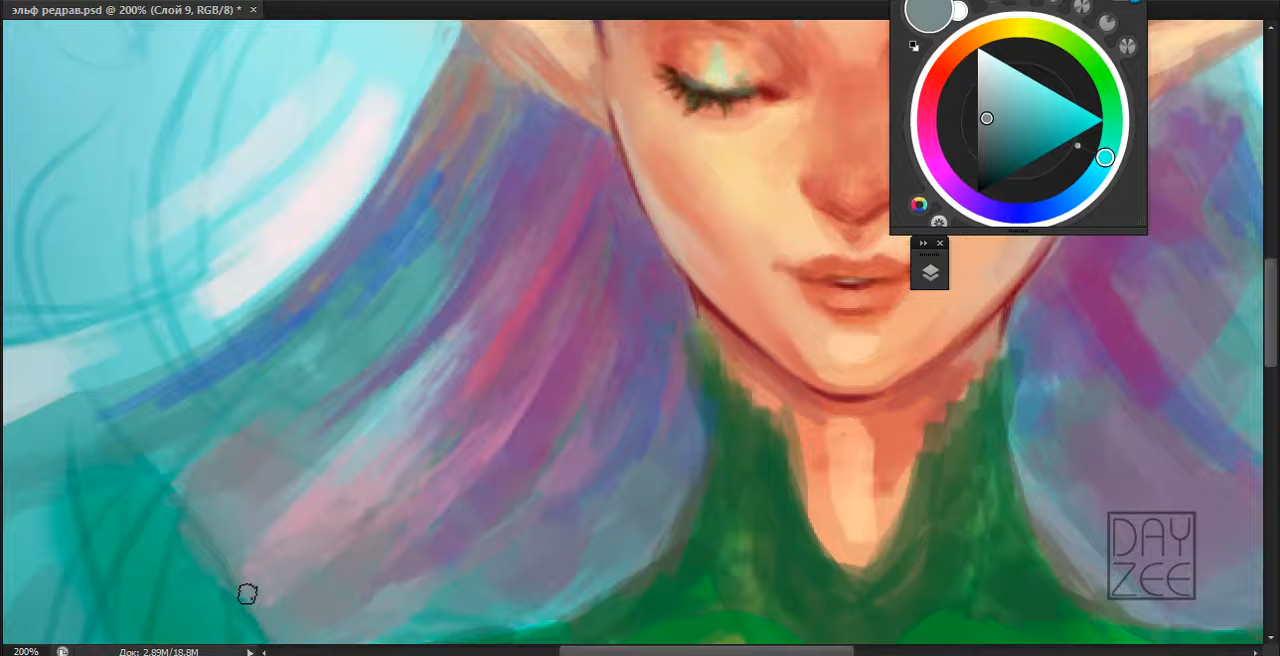 эльф редрав.psd @ 200% (Слой 9, RGB/8) * ×
DAY
ZEE
200%
Док: 2.89M/18.8M